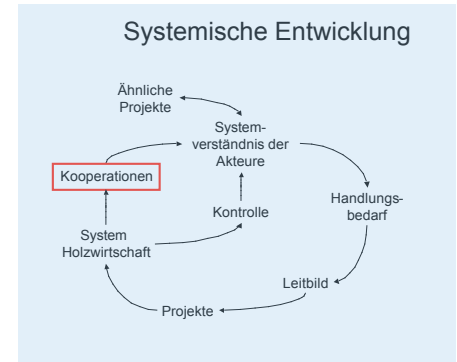 Systemische Entwicklung
Ähnliche
Projekte
System-
verständnis der
Akteure
Kooperationen
Handlungs-
bedarf
Kontrolle
System
Holzwirtschaft
Leitbild
Projekte